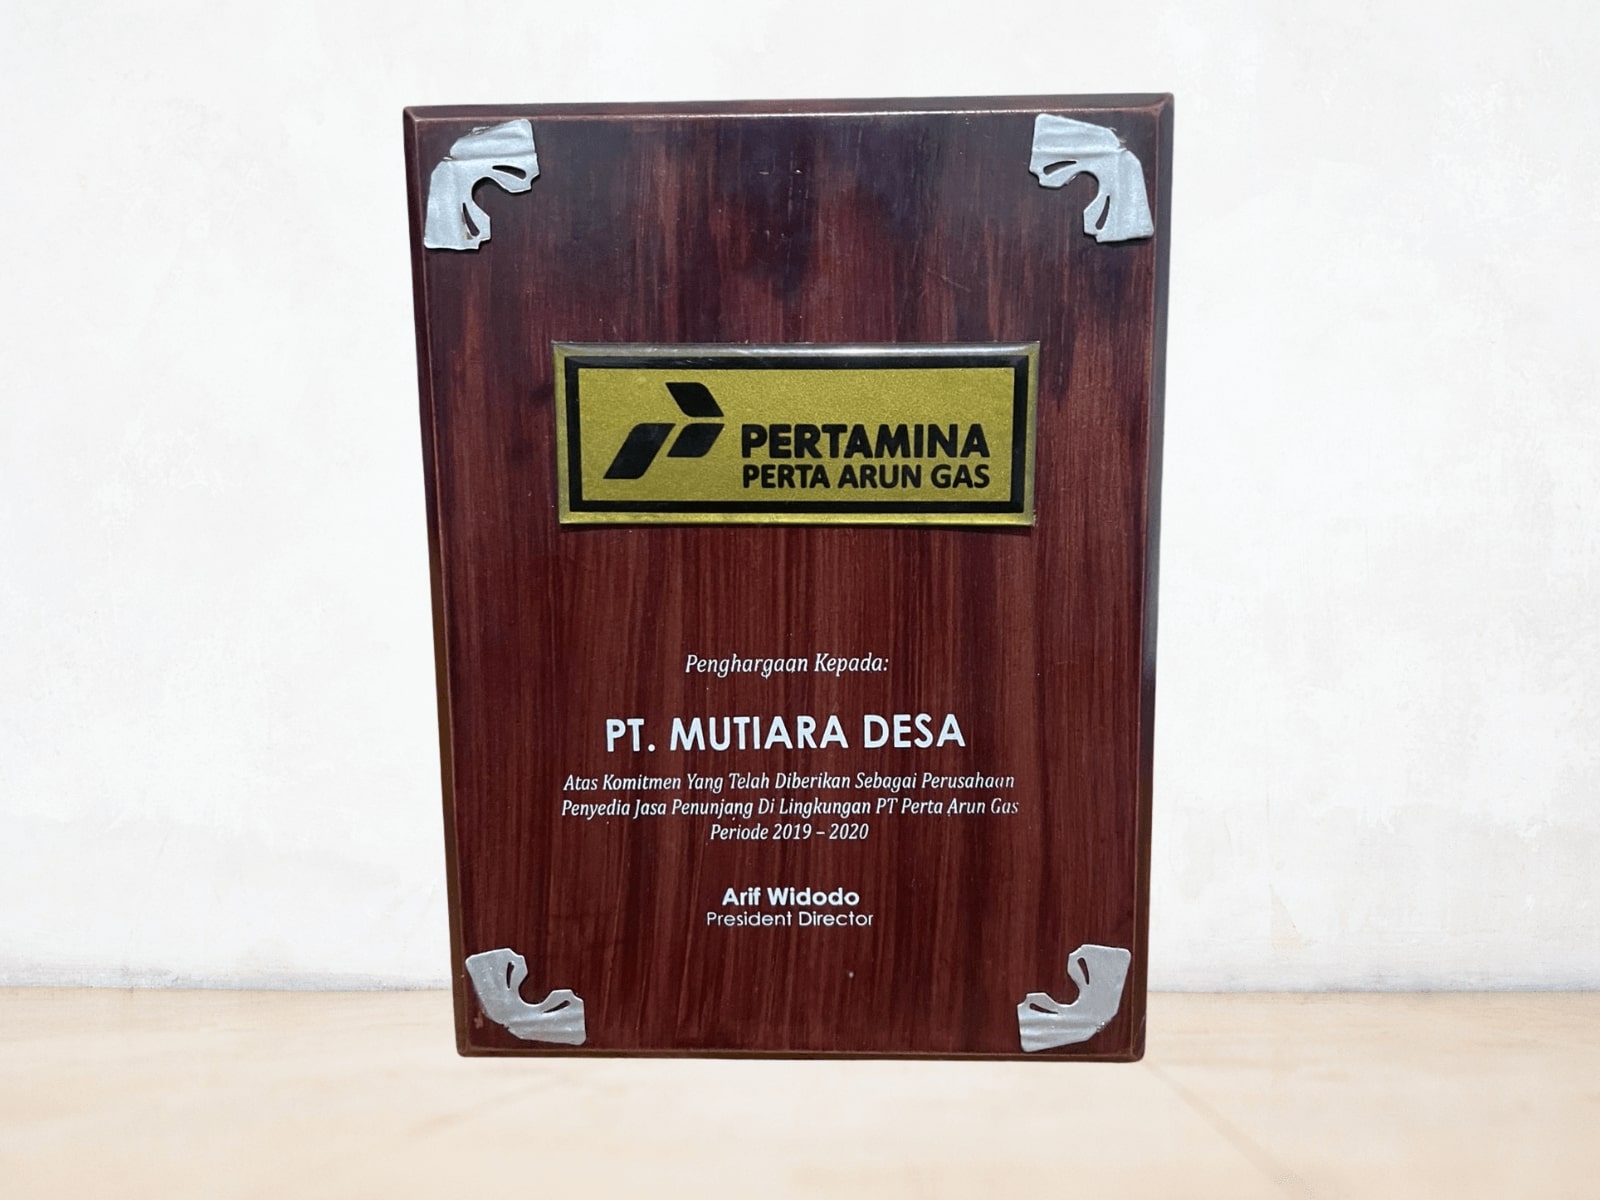 PERTAMINA
PERTA ARUN GAS
Penghargaan Kepada:
PT. MUTIARA DESA
Atas Komitmen Yang Telah Diberikan Sebagai Perusahaan
Penyedia Jasa Penunjang Di Lingkungan PT Perta Arun Gas
Periode 2019 – 2020
Arif Widodo
President Director